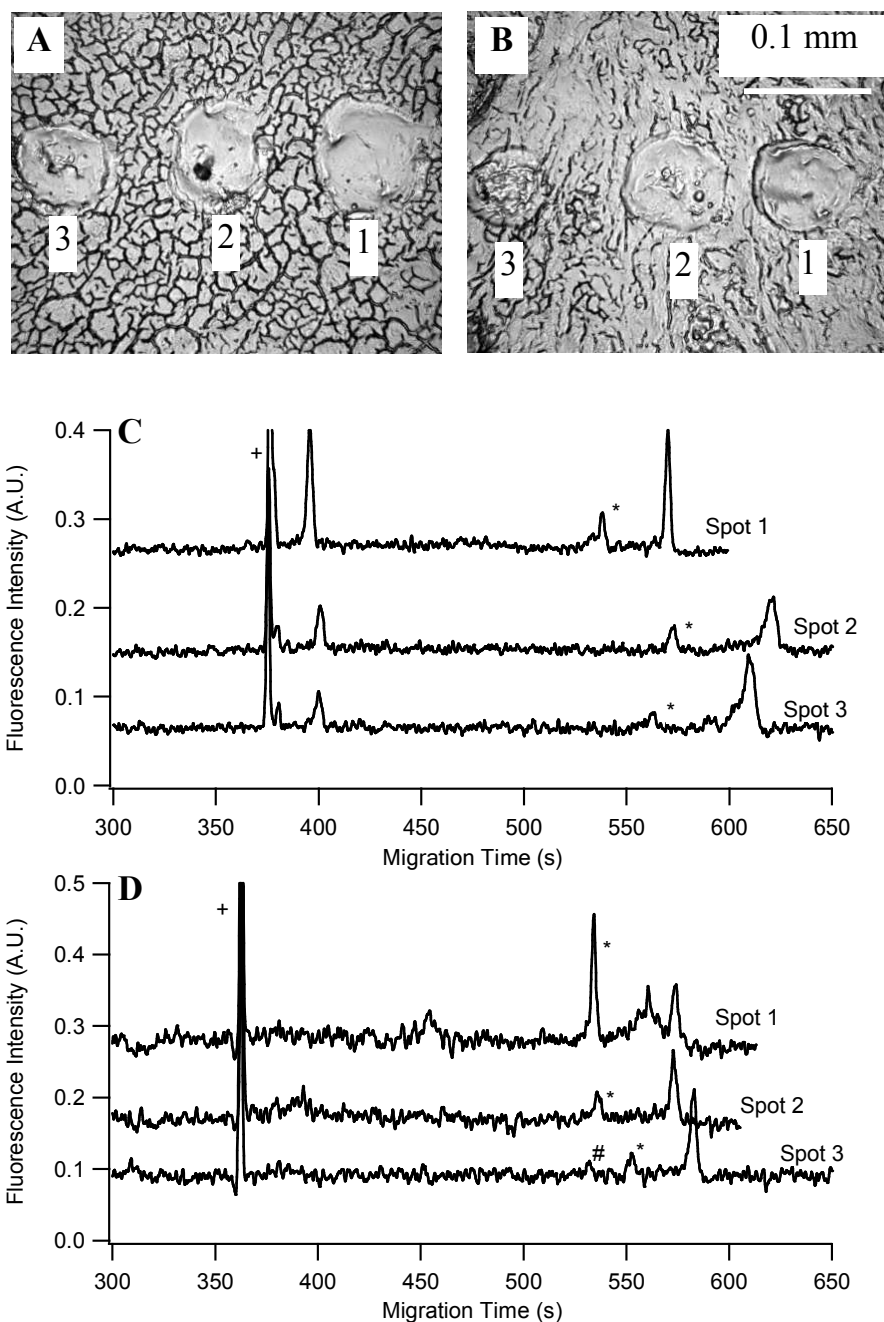 A
B
0.1 mm
3
2
1
3
2
1
C
0.4
0.3
0.2
0.1
0.0
Fluorescence Intensity (A.U.)
+
*
Spot 1
*
Spot 2
*
Spot 3
300 350 400 450 500 550 600 650
Migration Time (s)
D
0.5
0.4
0.3
0.2
0.1
0.0
Fluorescence Intensity (A.U.)
+
*
Spot 1
*
Spot 2
#
*
Spot 3
300 350 400 450 500 550 600 650
Migration Time (s)